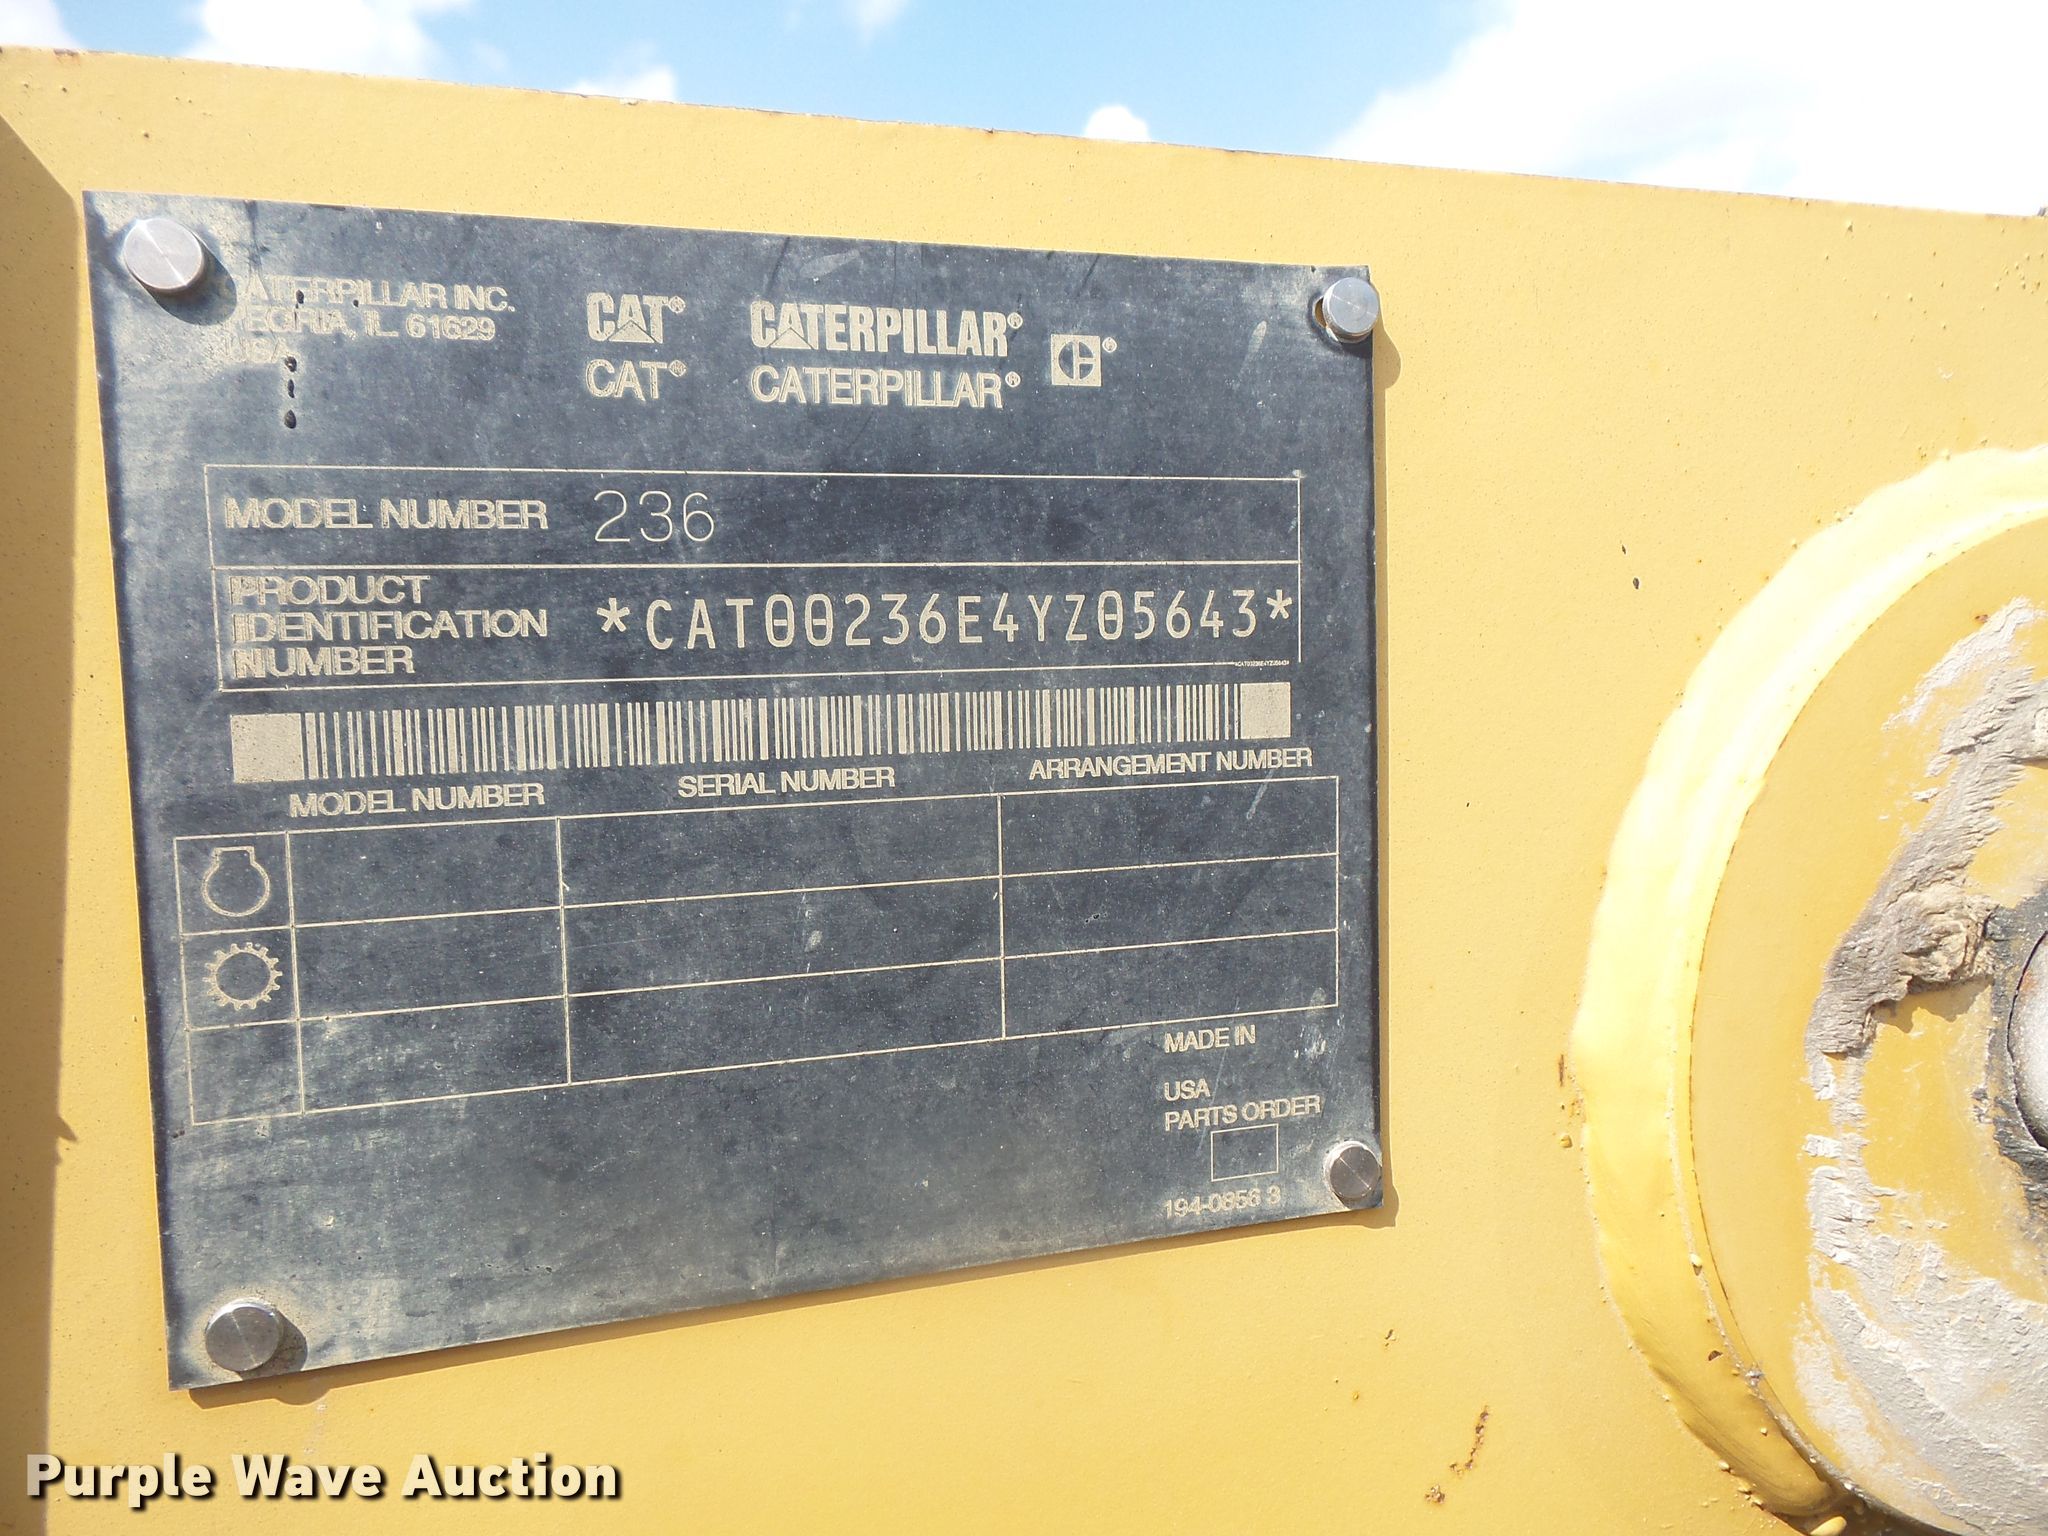 CATERPILLAR INC.
PEORIA, IL 61629
USA
CAT® CATERPILLAR® ®
CAT® CATERPILLAR®
MODEL NUMBER 236
PRODUCT
IDENTIFICATION
NUMBER
*CAT00236E4YZ05643*
*CAT00236E4YZ05643*
MODEL NUMBER SERIAL NUMBER ARRANGEMENT NUMBER
MADE IN
USA
PARTS ORDER
194-0856 3
Purple Wave Auction